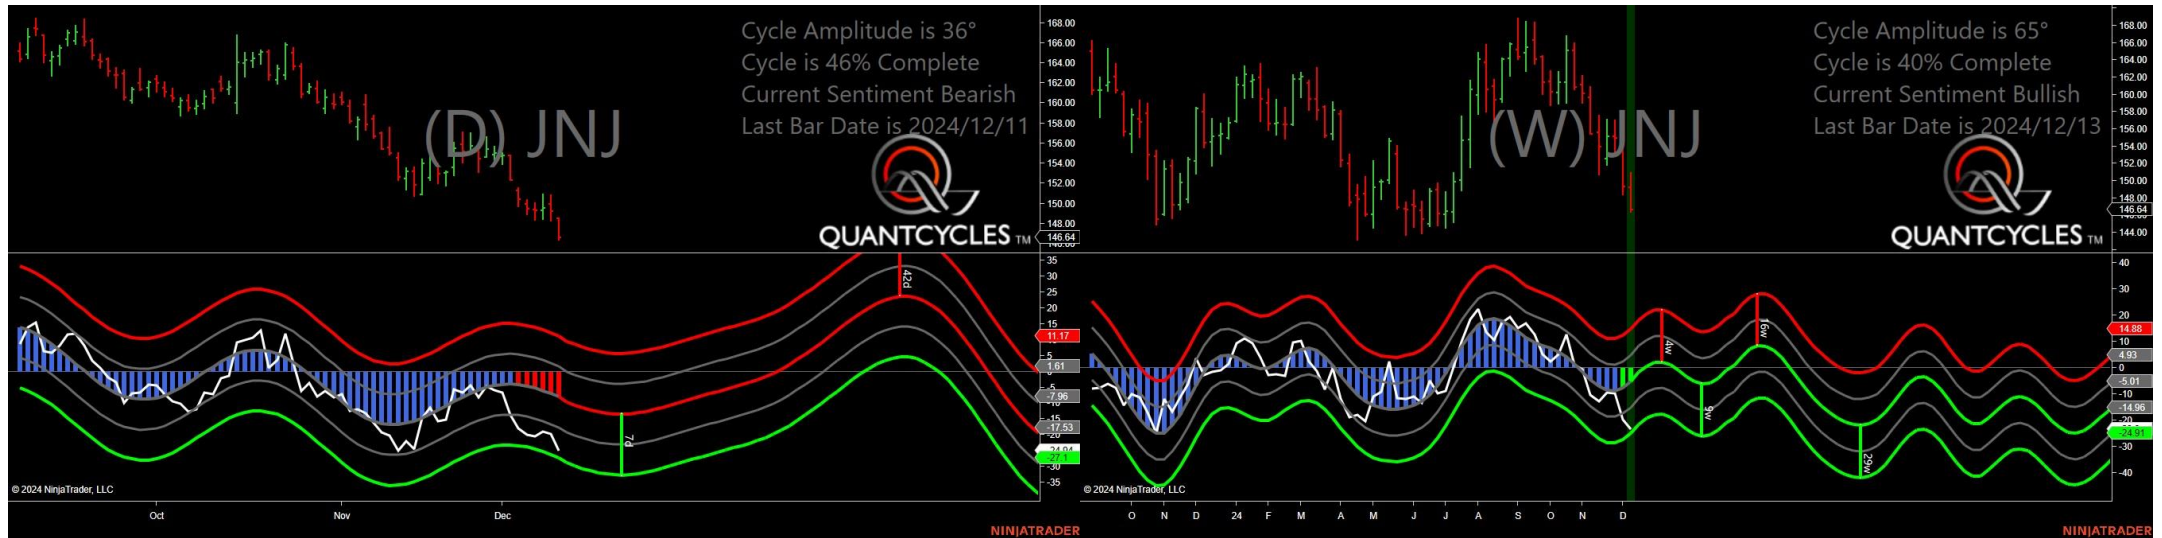 Cycle Amplitude is 36°
Cycle is 46% Complete
Current Sentiment Bearish
Last Bar Date is 2024/12/11
(D) JNJ
QUANTCYCLES TM
168.00
166.00
164.00
162.00
160.00
158.00
156.00
154.00
152.00
150.00
148.00
146.64
42d
7d
35
30
25
20
15
11.17
5
1.61
0
-5
-7.96
-15
-17.53
-20
-24.94
-27.1
-30
-35
© 2024 NinjaTrader, LLC
Oct Nov Dec
NINJATRADER
Cycle Amplitude is 65°
Cycle is 40% Complete
Current Sentiment Bullish
Last Bar Date is 2024/12/13
(W) JNJ
QUANTCYCLES TM
168.00
166.00
164.00
162.00
160.00
158.00
156.00
154.00
152.00
150.00
148.00
146.64
144.00
4w
16w
9w
29w
40
30
20
14.88
10
4.93
0
-5.01
-10
-14.96
-24.91
-30
-40
© 2024 NinjaTrader, LLC
O N D 24 F M A M J J A S O N D
NINJATRADER